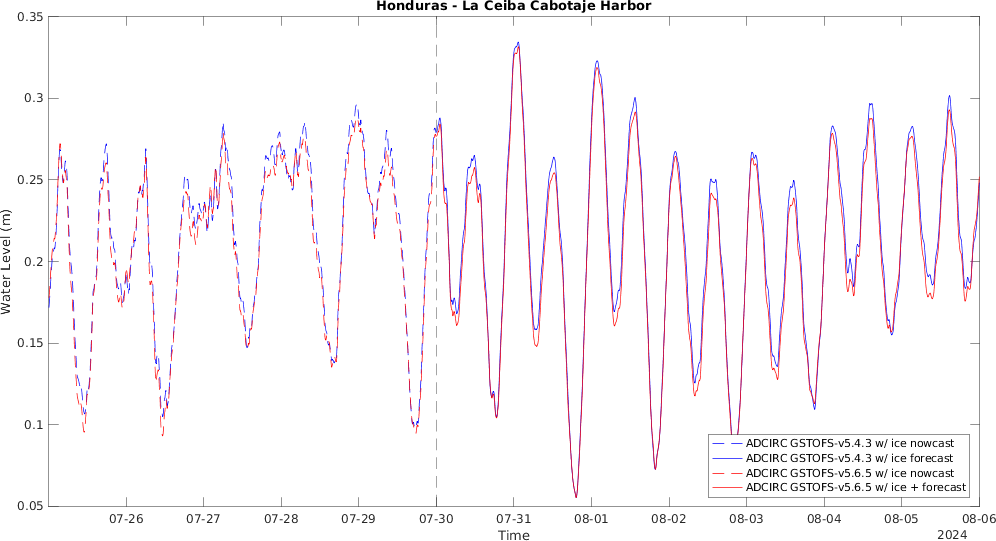 Honduras - La Ceiba Cabotaje Harbor
0.35
0.3
0.25
0.2
0.15
0.1
0.05
Water Level (m)
ADCIRC GSTOFS-v5.4.3 w/ ice nowcast
ADCIRC GSTOFS-v5.4.3 w/ ice forecast
ADCIRC GSTOFS-v5.6.5 w/ ice nowcast
ADCIRC GSTOFS-v5.6.5 w/ ice + forecast
07-26 07-27 07-28 07-29 07-30 07-31 08-01 08-02 08-03 08-04 08-05 08-06
Time
2024